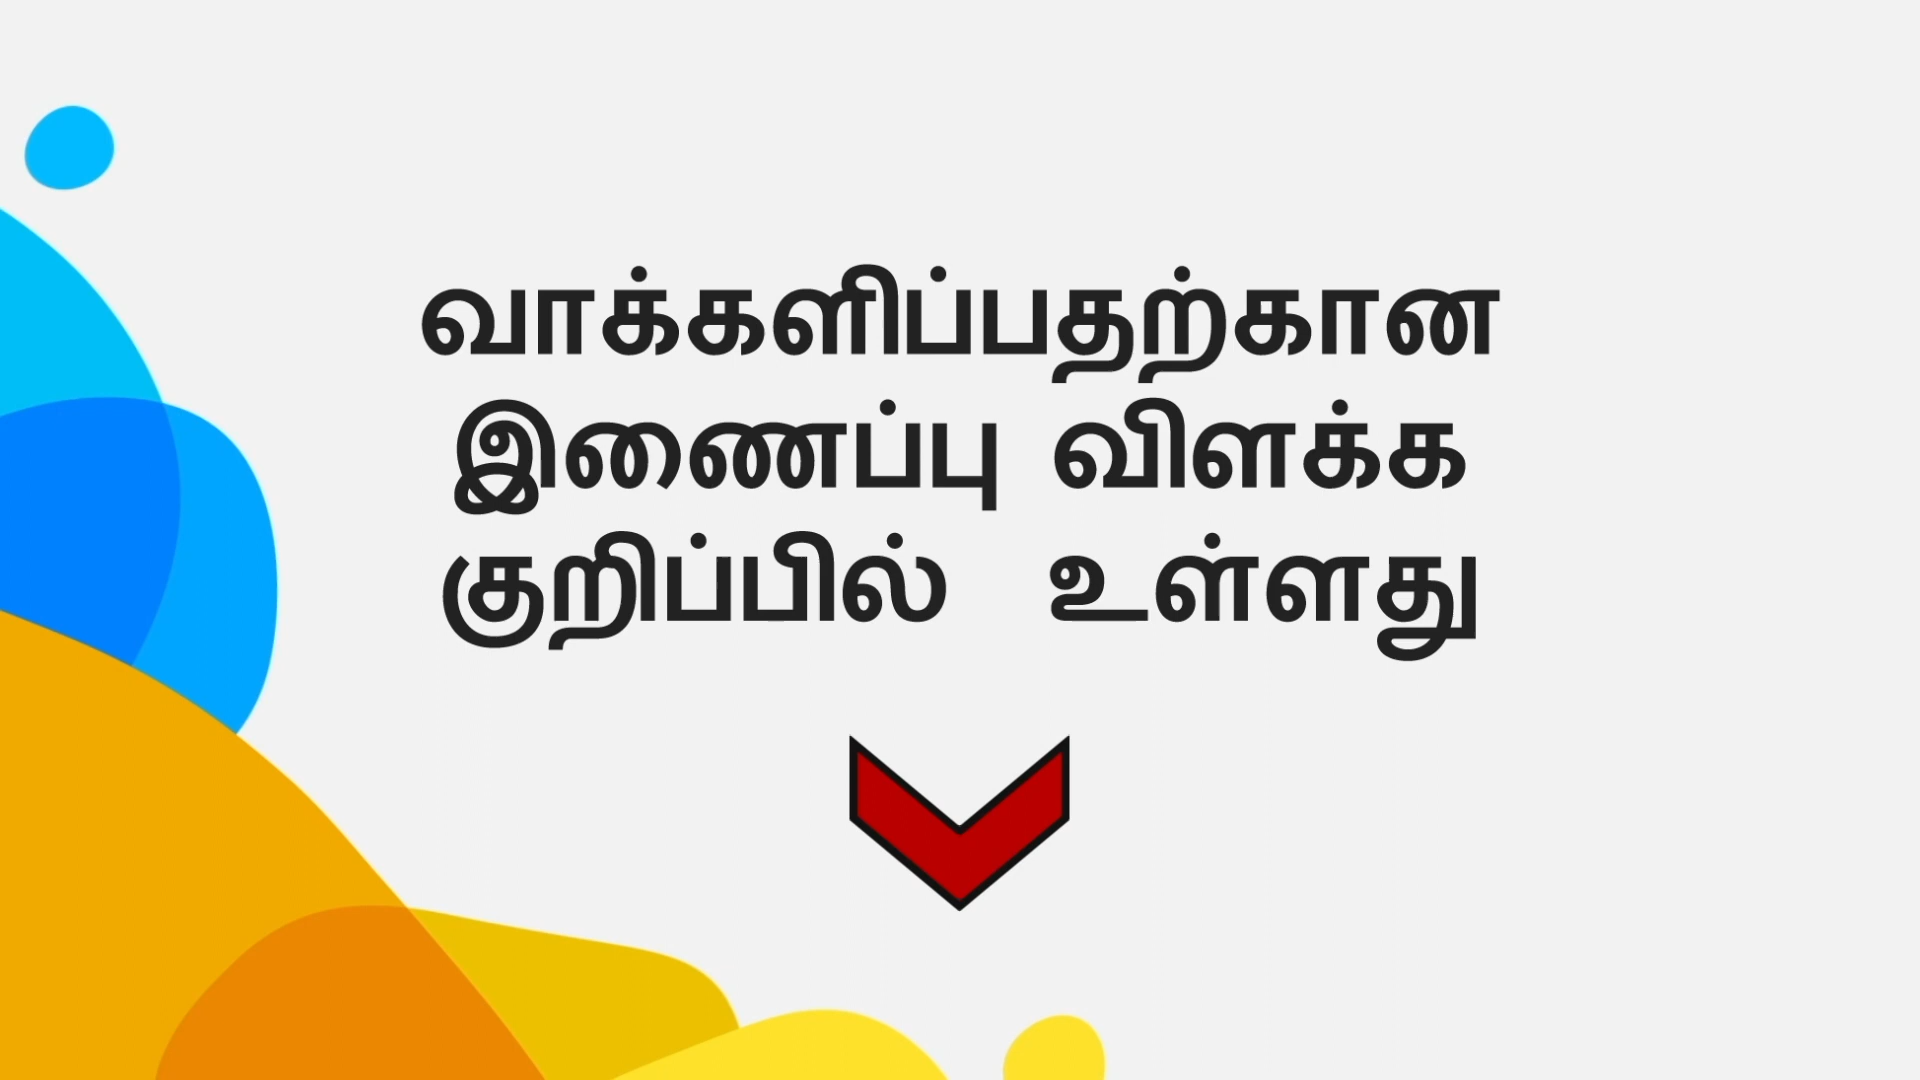 வாக்களிப்பதற்கான
இணைப்பு விளக்க
குறிப்பில் உள்ளது